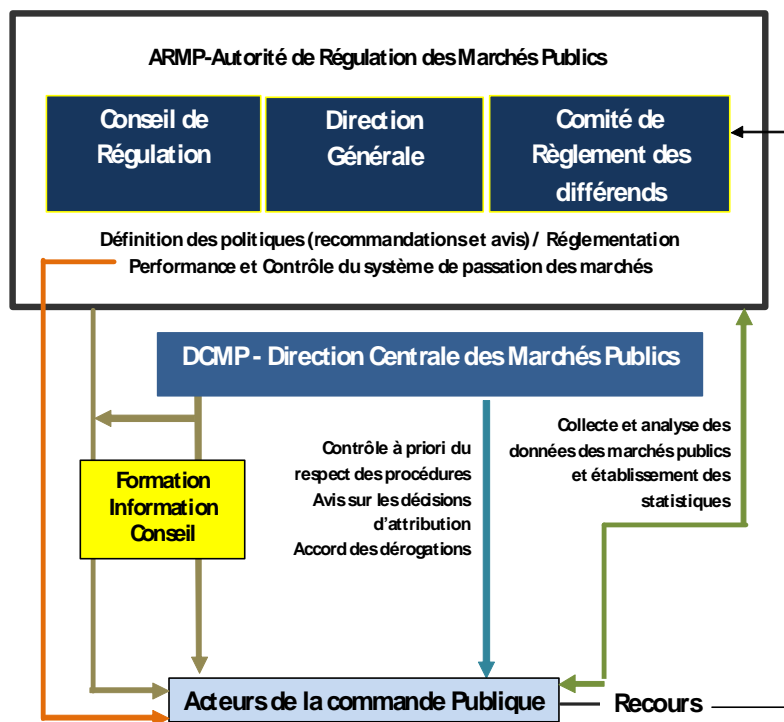 ARMP-Autorité de Régulation des Marchés Publics
Conseil de
Régulation
Direction
Générale
Comité de
Règlement des
différends
Définition des politiques (recommandations et avis) / Réglementation
Performance et Contrôle du système de passation des marchés
DCMP - Direction Centrale des Marchés Publics
Formation
Information
Conseil
Contrôle à priori du
respect des procédures
Avis sur les décisions
d'attribution
Accord des dérogations
Collecte et analyse des
données des marchés publics
et établissement des
statistiques
Acteurs de la commande Publique
Recours